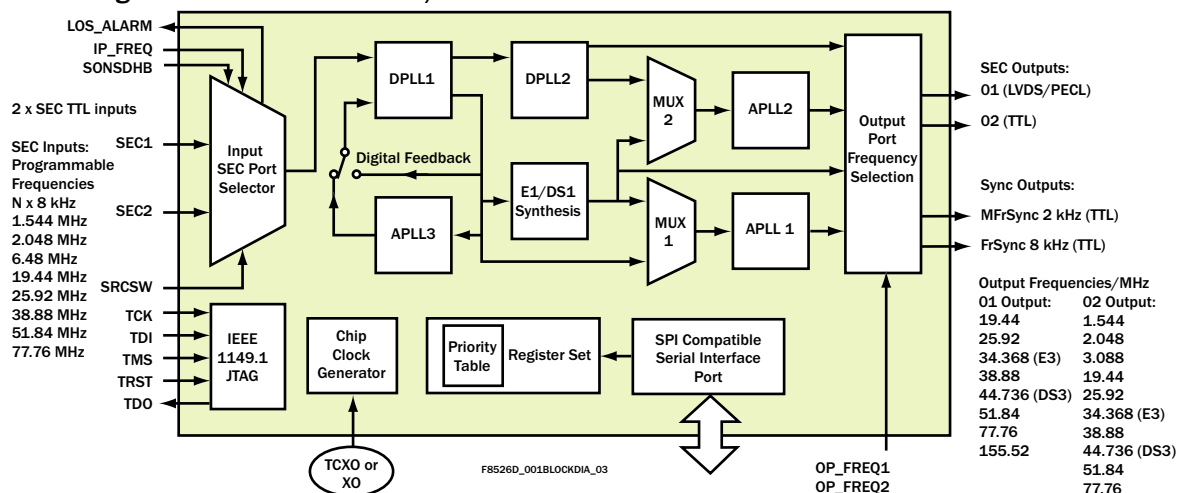 LOS_ALARM
IP_FREQ
SONSDHB
2 x SEC TTL inputs
SEC Inputs:
Programmable
Frequencies
N x 8 kHz
1.544 MHz
2.048 MHz
6.48 MHz
19.44 MHz
25.92 MHz
38.88 MHz
51.84 MHz
77.76 MHz
SEC1
SEC2
SRCSW
TCK
TDI
TMS
TRST
TDO
Input
SEC Port
Selector
IEEE
1149.1
JTAG
DPLL1
DPLL2
Digital Feedback
APLL3
E1/DS1
Synthesis
MUX
2
MUX
1
APLL2
APLL 1
Output
Port
Frequency
Selection
Chip
Clock
Generator
Priority
Table
Register Set
SPI Compatible
Serial Interface
Port
TCXO or
XO
F8526D_001BLOCKDIA_03
OP_FREQ1
OP_FREQ2
SEC Outputs:
01 (LVDS/PECL)
02 (TTL)
Sync Outputs:
MFrSync 2 kHz (TTL)
FrSync 8 kHz (TTL)
Output Frequencies/MHz
01 Output: 02 Output:
19.44 1.544
25.92 2.048
34.368 (E3) 3.088
38.88 19.44
44.736 (DS3) 25.92
51.84 34.368 (E3)
77.76 38.88
155.52 44.736 (DS3)
51.84
77.76